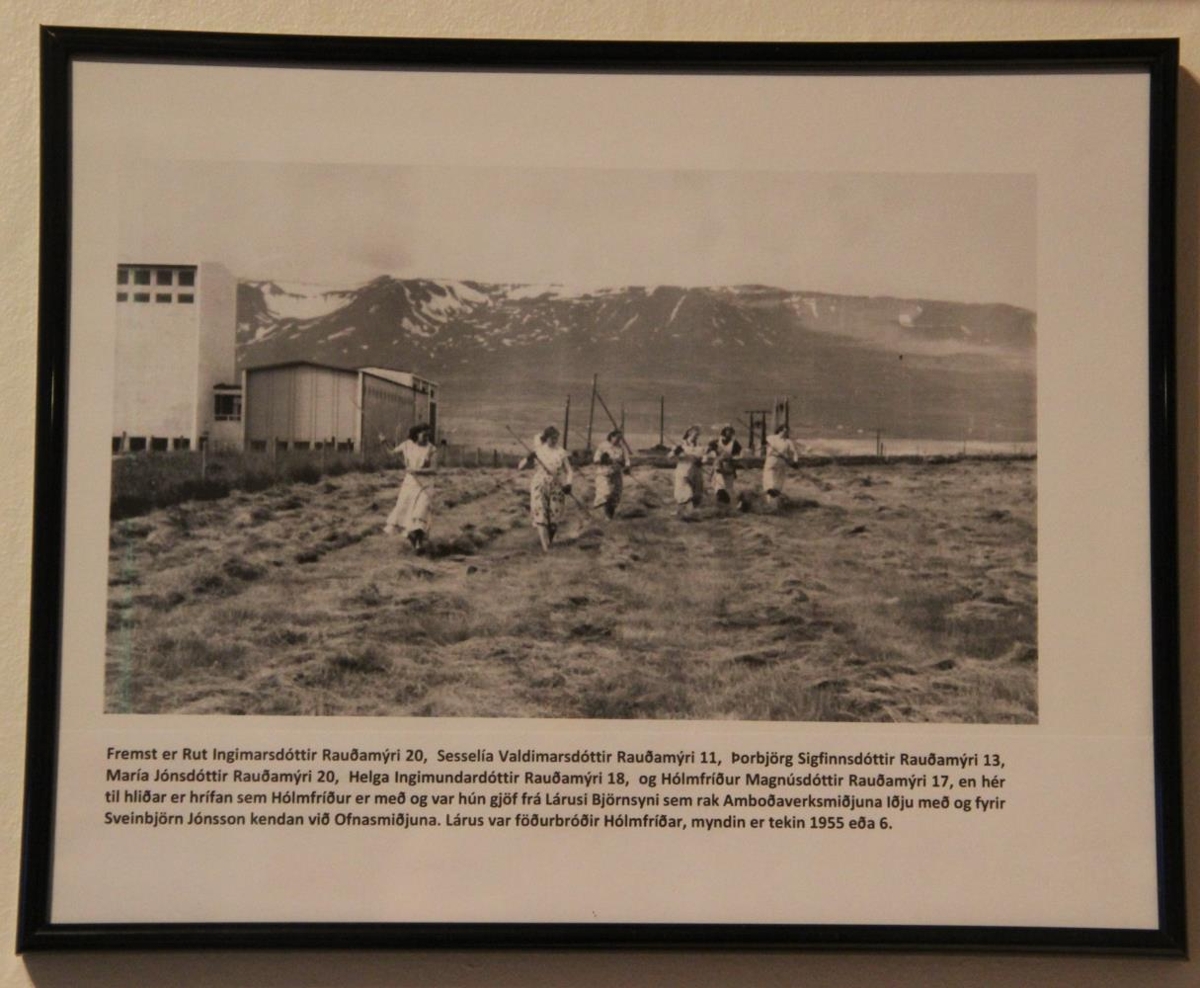 Fremst er Rut Ingimarsdóttir Rauðamýri 20, Sesselía Valdimarsdóttir Rauðamýri 11, Þorbjörg Sigfinnsdóttir Rauðamýri 13,
María Jónsdóttir Rauðamýri 20, Helga Ingimundardóttir Rauðamýri 18, og Hólmfríður Magnúsdóttir Rauðamýri 17, en hér
til hliðar er hrífan sem Hólmfríður er með og var hún gjöf frá Lárusi Björnsyni sem rak Amboðaverksmiðjuna Iðju með og fyrir
Sveinbjörn Jónsson kendan við Ofnasmiðjuna. Lárus var föðurbróðir Hólmfríðar, myndin er tekin 1955 eða 6.